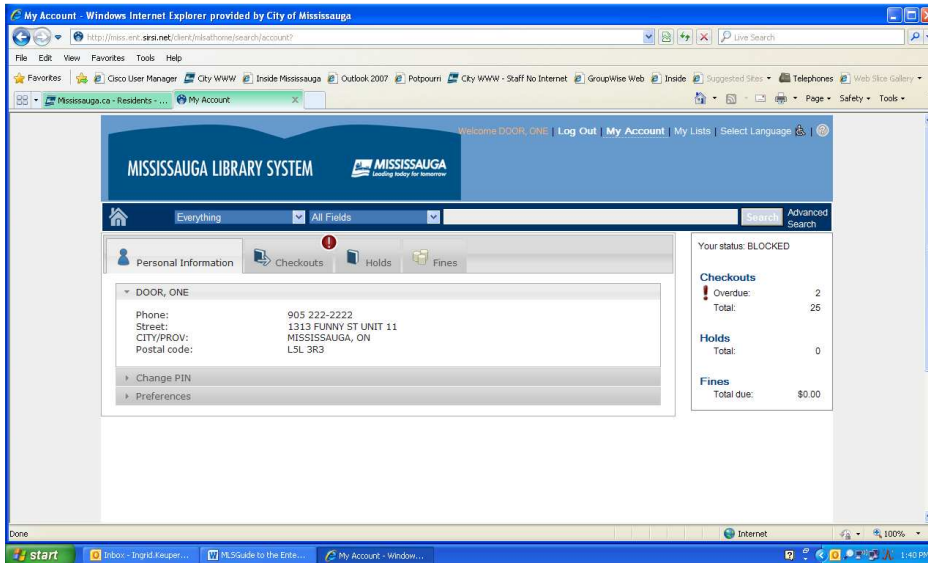 My Account - Windows Internet Explorer provided by City of Mississauga
http://miss.ent.sirsi.net/client/misathome/search/account?
Live Search
File Edit View Favorites Tools Help
Favorites Cisco User Manager City WWW Inside Mississauga Outlook 2007 Potpourri City WWW - Staff No Internet GroupWise Web Inside Suggested Sites Telephones Web Slice Gallery
Mississauga.ca - Residents - ... My Account Page Safety Tools
Welcome DOOR, ONE | Log Out | My Account | My Lists | Select Language
MISSISSAUGA LIBRARY SYSTEM
MISSISSAUGA
Leading today for tomorrow
Everything All Fields Search Advanced Search
Personal Information Checkouts Holds Fines
DOOR, ONE
Phone: 905 222-2222
Street: 1313 FUNNY ST UNIT 11
CITY/PROV: MISSISSAUGA, ON
Postal code: L5L 3R3
Change PIN
Preferences
Your status: BLOCKED
Checkouts
Overdue: 2
Total: 25
Holds
Total: 0
Fines
Total due: $0.00
Done Internet 100%
start Inbox - Ingrid.Keuper... MLSGuide to the Ente... My Account - Window... 1:40 PM